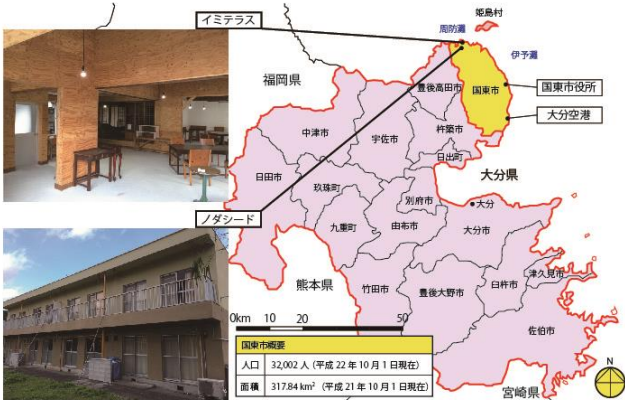 イミテラス
姫島村
周防灘
伊予灘
福岡県
豊後高田市
国東市
国東市役所
大分空港
中津市
宇佐市
杵築市
日出町
日田市
玖珠町
大分県
別府市
ノダシード
大分
九重町
由布市
大分市
熊本県
竹田市
豊後大野市
臼杵市
津久見市
佐伯市
0km 10 20 50
国東市概要
人口 32,002 人（平成 22 年 10 月 1 日現在）
面積 317.84 km²（平成 21 年 10 月 1 日現在）
宮崎県
N